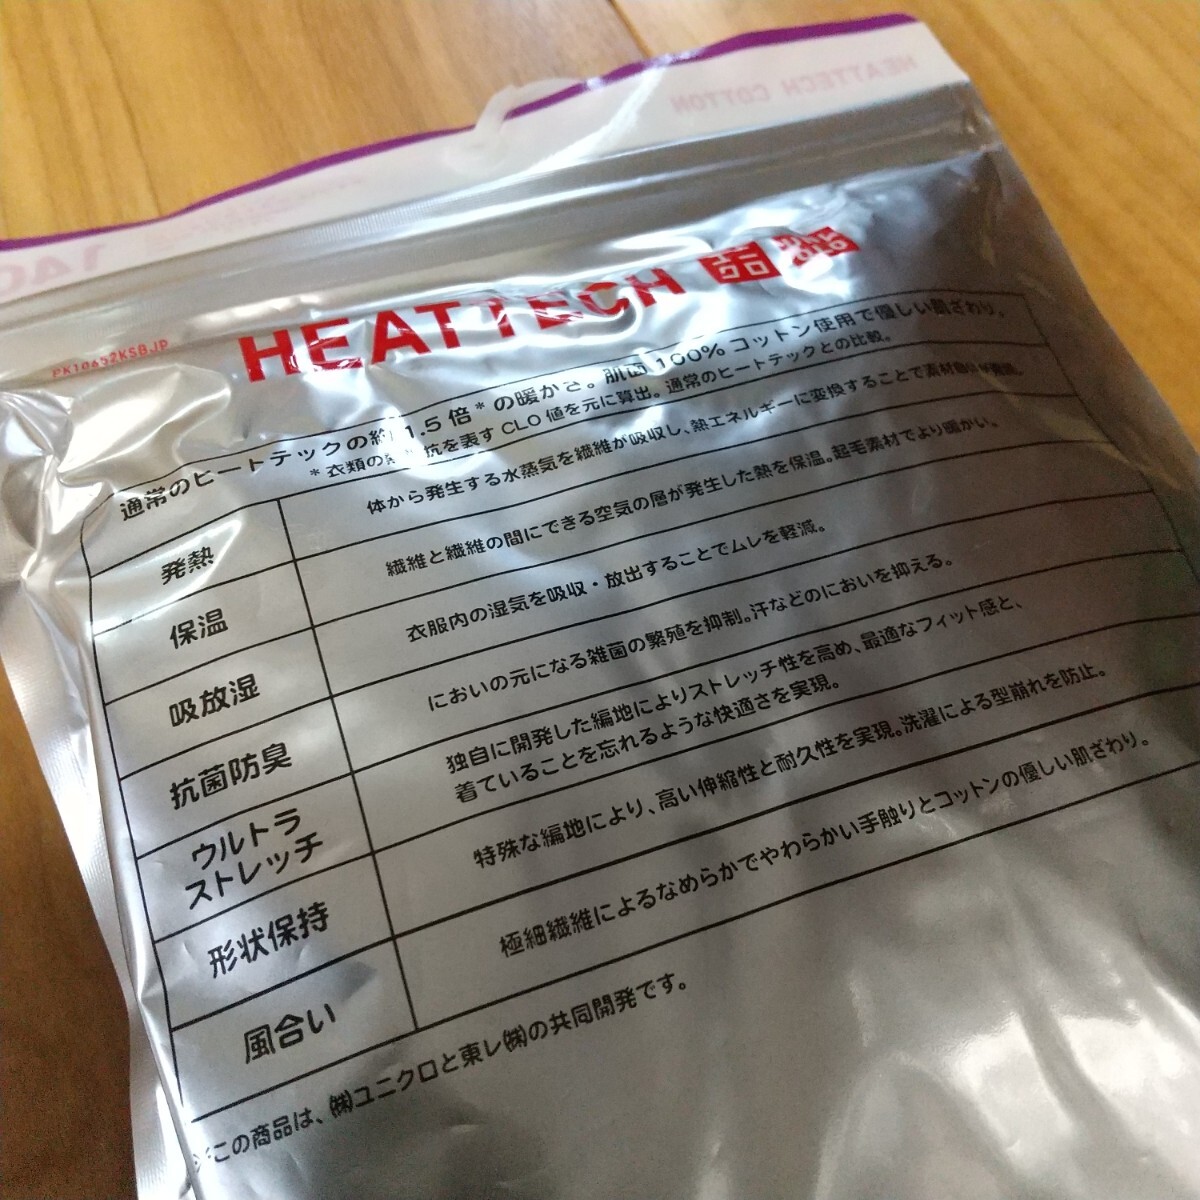 HEATTECH COTTON
PK10652KSBJP
HEATTECH
通常のヒートテックの約1.5倍*の暖かさ。肌面100%コットン使用で優しい肌ざわり。
*衣類の熱抵抗を表すCLO値を元に算出。通常のヒートテックとの比較。
発熱
体から発生する水蒸気を繊維が吸収し、熱エネルギーに変換することで素材自体が発熱。
保温
繊維と繊維の間にできる空気の層が発生した熱を保温。起毛素材でより暖かい。
吸放湿
衣服内の湿気を吸収・放出することでムレを軽減。
抗菌防臭
においの元になる雑菌の繁殖を抑制。汗などのにおいを抑える。
ウルトラ
ストレッチ
独自に開発した編地によりストレッチ性を高め、最適なフィット感と、
着ていることを忘れるような快適さを実現。
形状保持
特殊な編地により、高い伸縮性と耐久性を実現。洗濯による型崩れを防止。
風合い
極細繊維によるなめらかでやわらかい手触りとコットンの優しい肌ざわり。
※この商品は、㈱ユニクロと東レ㈱の共同開発です。